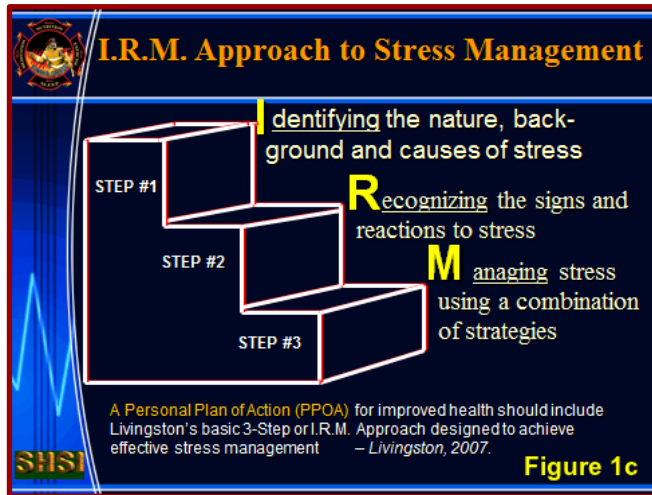 I.R.M. Approach to Stress Management
Identifying the nature, back-
ground and causes of stress
STEP #1
Recognizing the signs and
reactions to stress
STEP #2
Managing stress
using a combination
of strategies
STEP #3
A Personal Plan of Action (PPOA) for improved health should include
Livingston's basic 3-Step or I.R.M. Approach designed to achieve
effective stress management – Livingston, 2007.
SHSI
Figure 1c